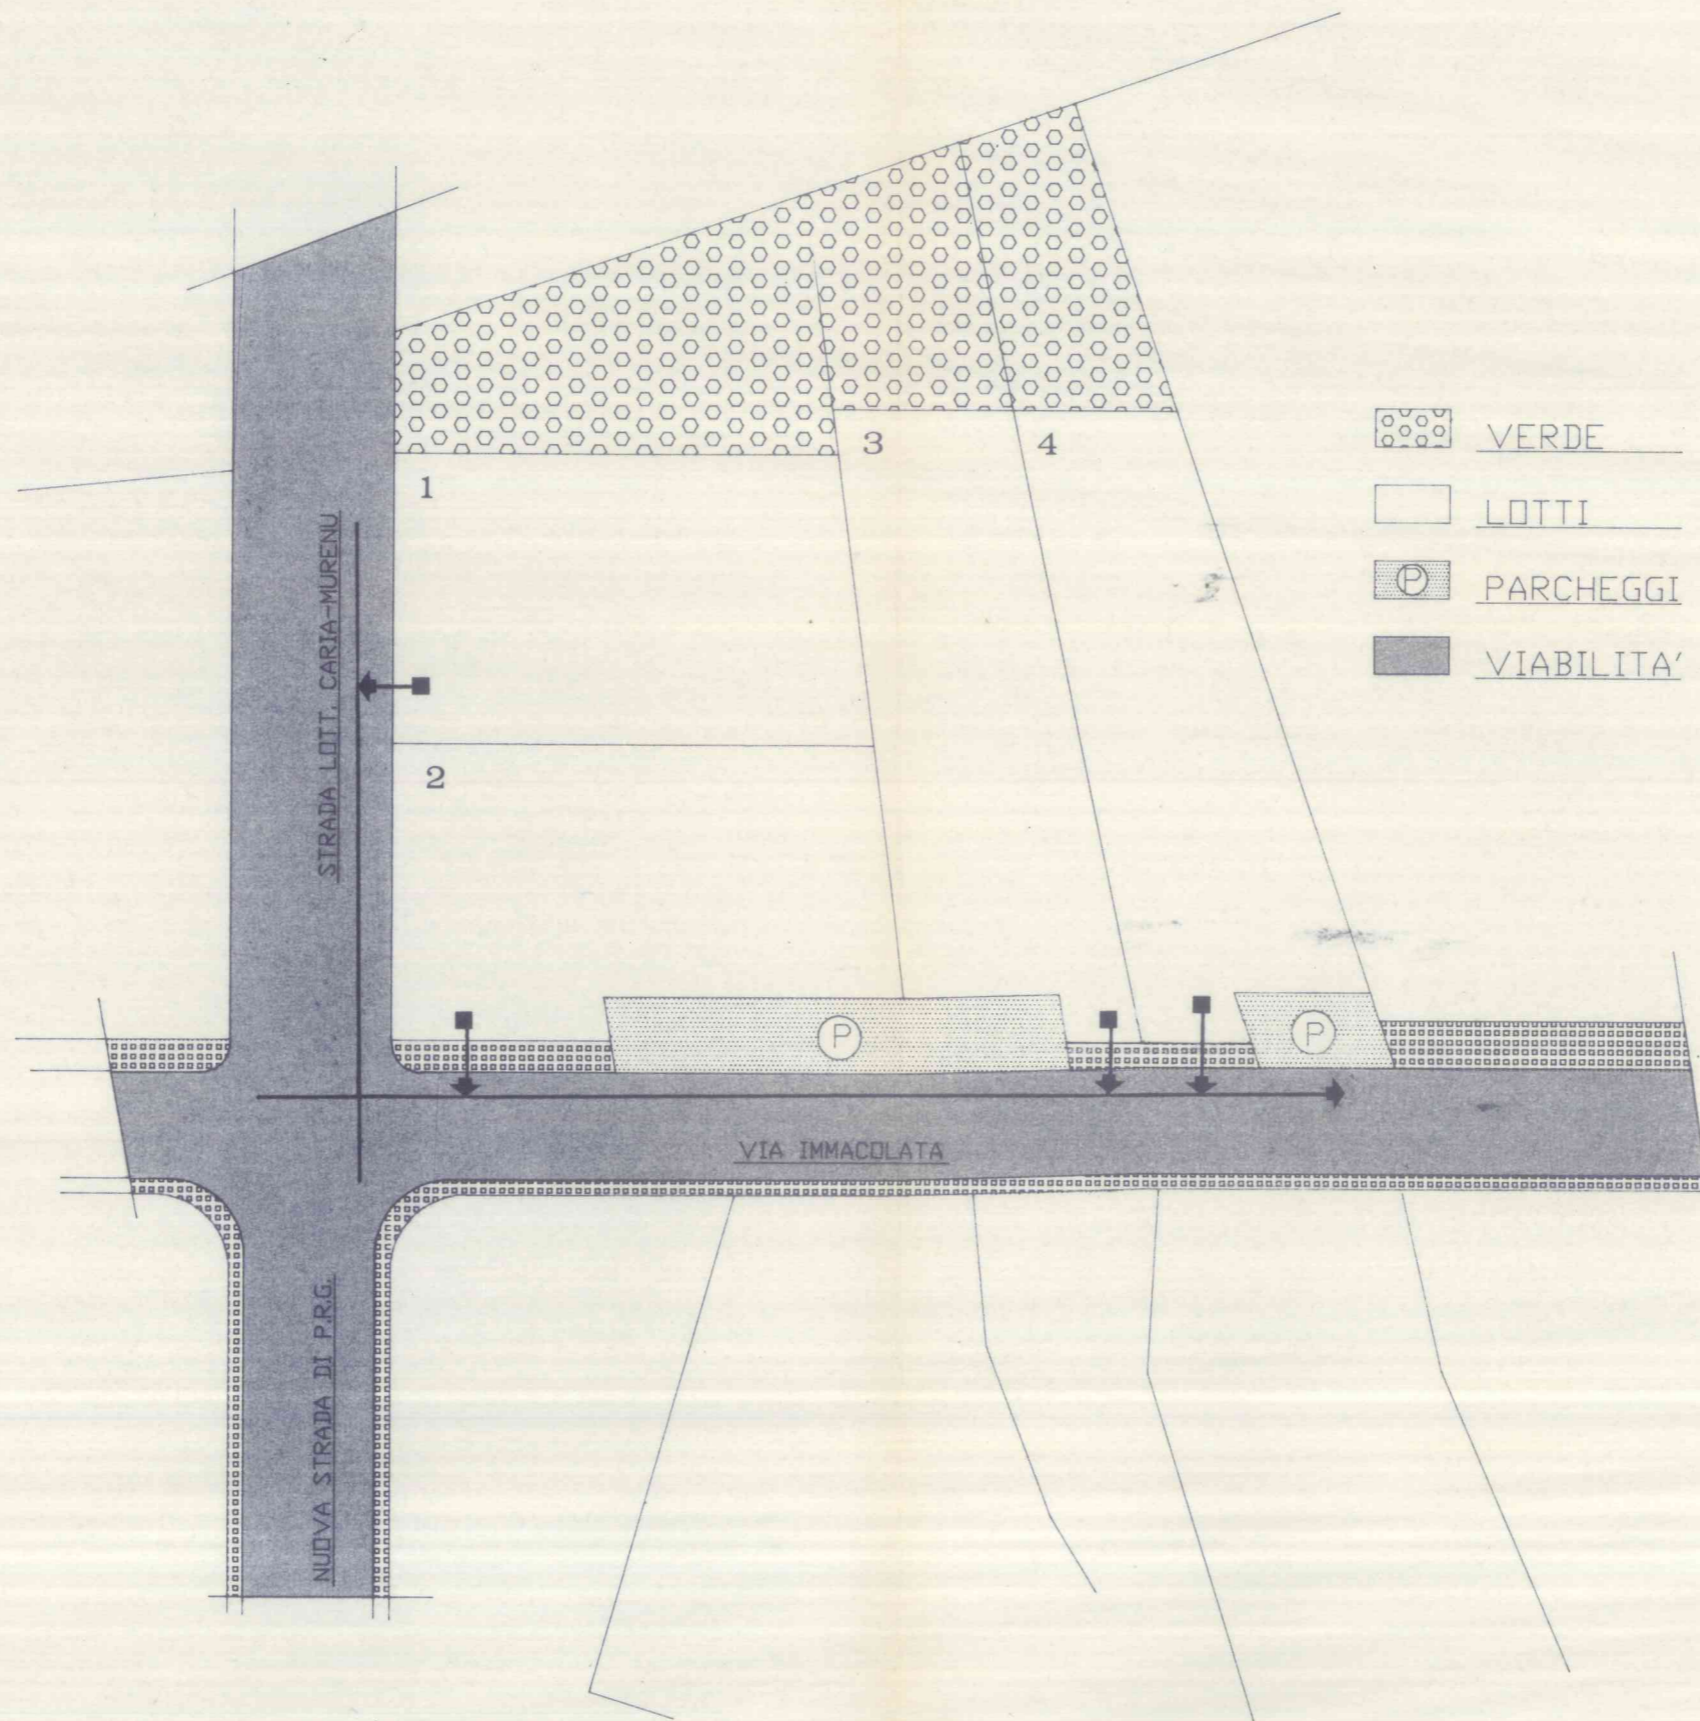 1
3
4
2
STRADA LOTT. CARIA-MURENU
P
P
VIA IMMACOLATA
NUOVA STRADA DI P.R.G.
VERDE
LOTTI
P PARCHEGGI
VIABILITA'